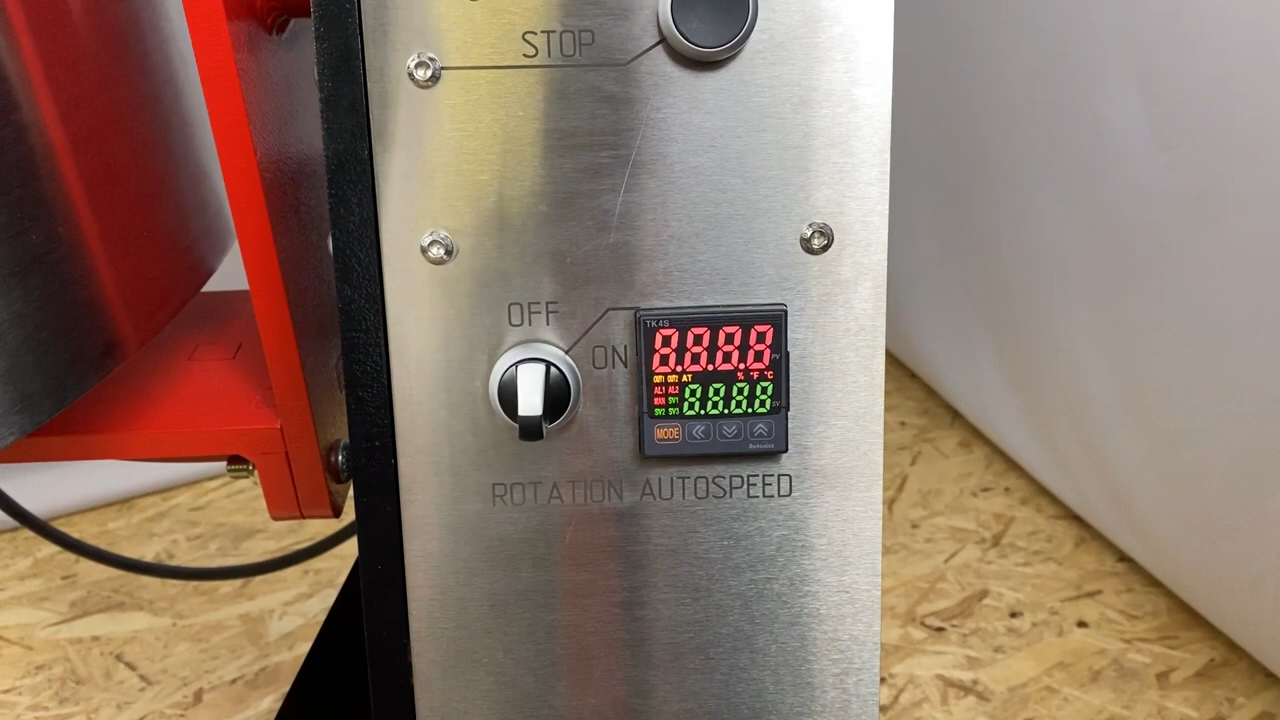 STOP
OFF
ON
TK4S
8.8.8.8 PV
OUT1 OUT2 AT % °F °C
AL1 AL2
MAN SV1
SV2 SV3
8.8.8.8 SV
MODE
Autonics
ROTATION AUTOSPEED